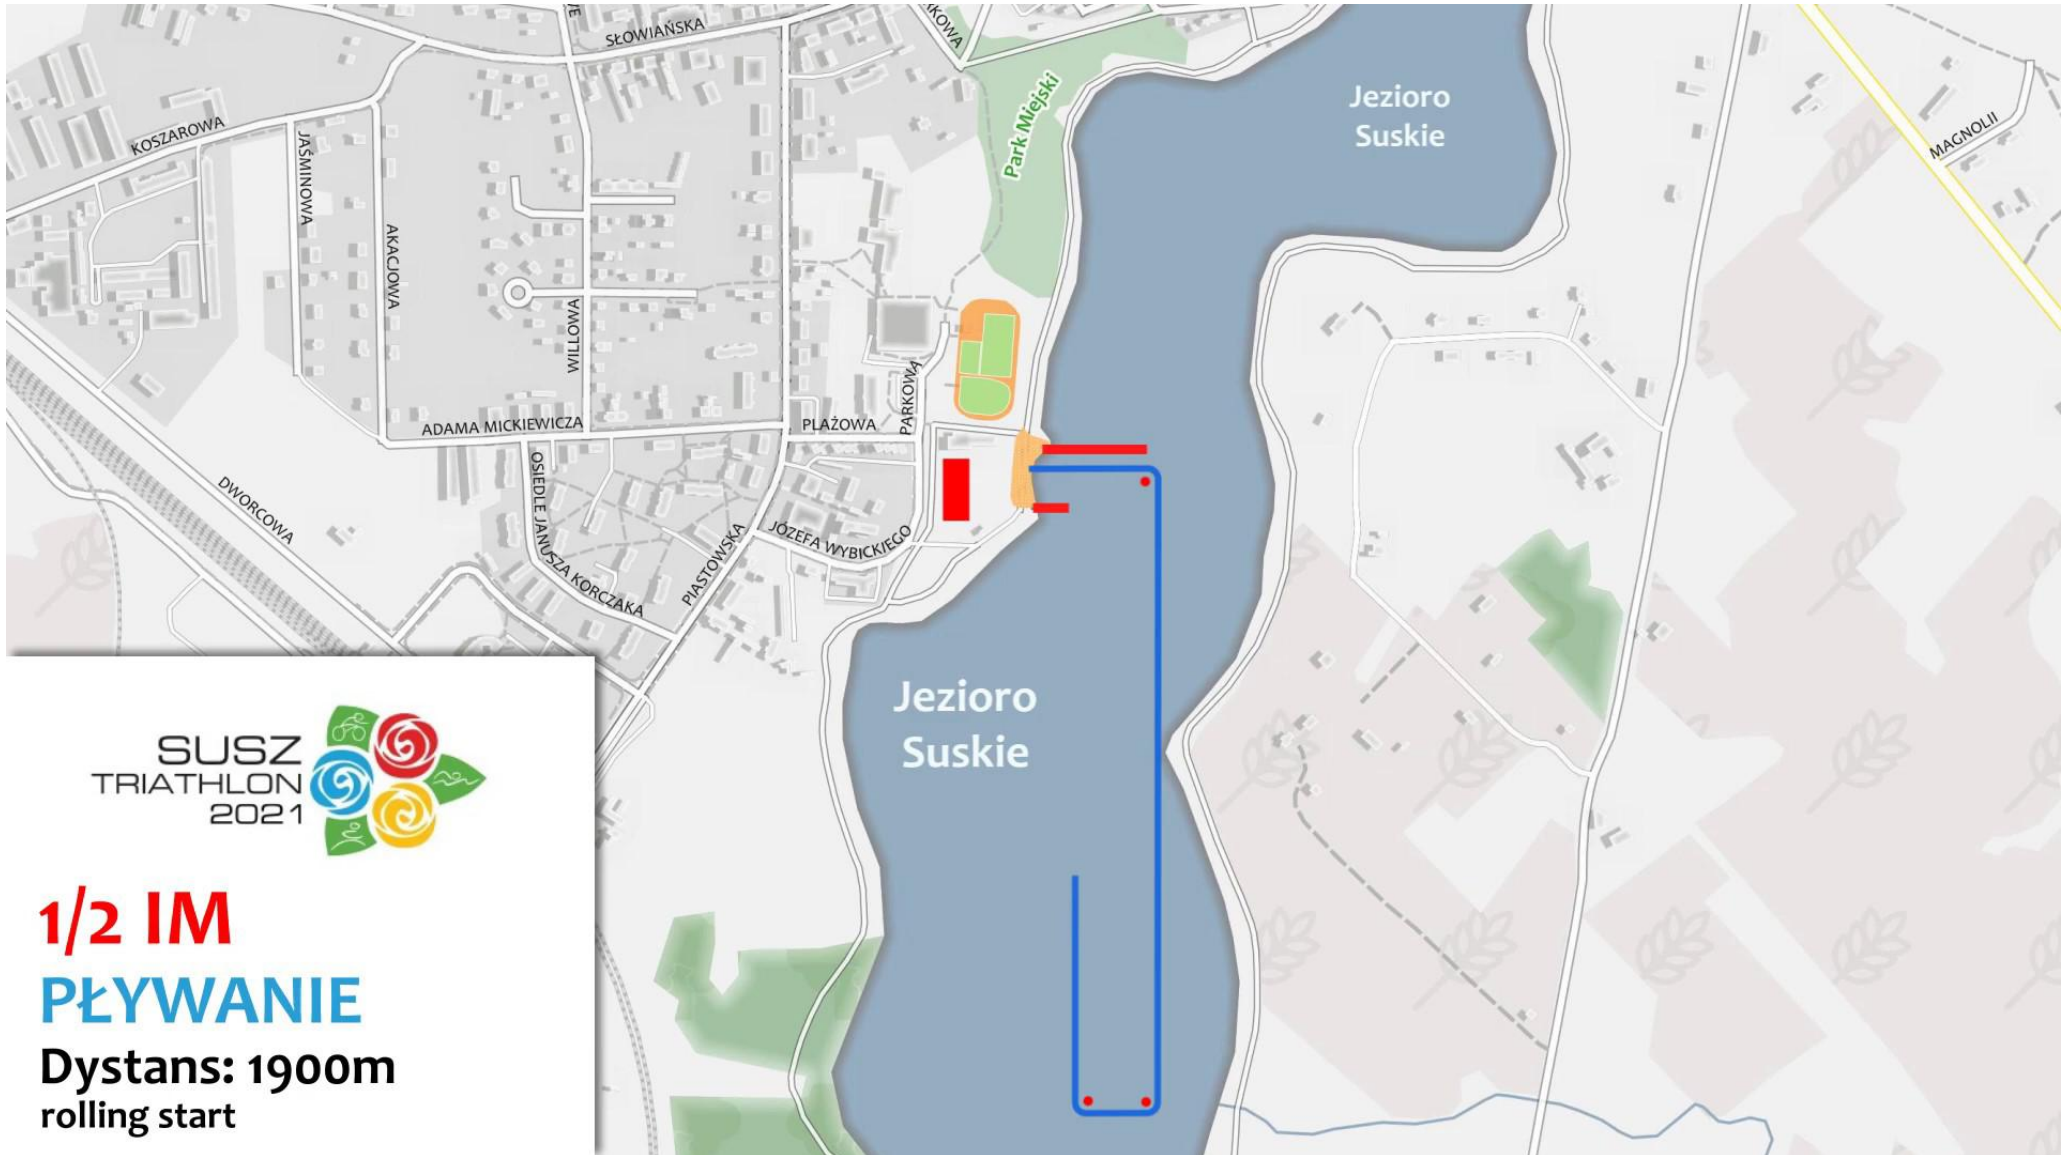 SŁOWIAŃSKA
KOSZAROWA
JAŚMINOWA
AKACJOWA
WILLOWA
Park Miejski
Jezioro
Suskie
MAGNOLII
ADAMA MICKIEWICZA
PLAŻOWA
PARKOWA
DWORCOWA
OSIEDLE JANUSZA KORCZAKA
PIASTOWSKA
JÓZEFA WYBICKIEGO
Jezioro
Suskie
SUSZ
TRIATHLON
2021
1/2 IM
PŁYWANIE
Dystans: 1900m
rolling start